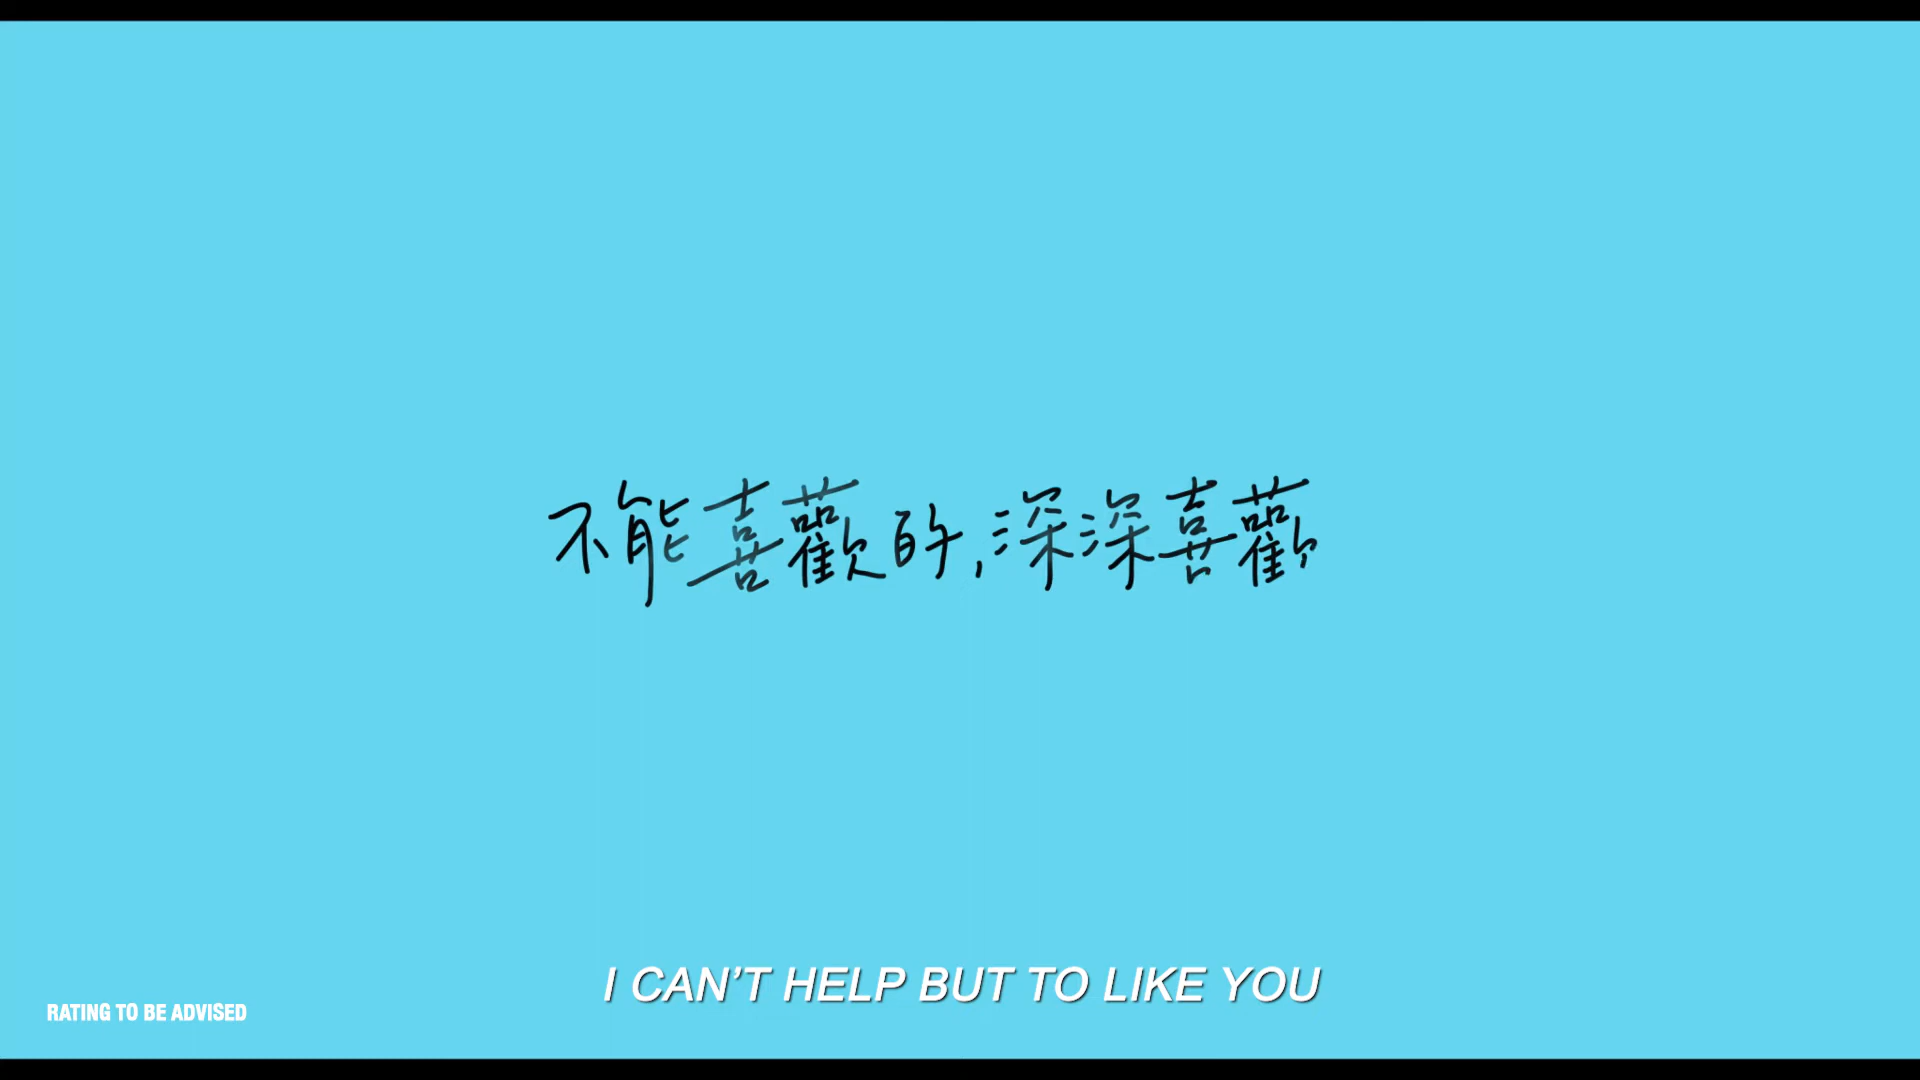 不能喜歡的,深深喜歡
I CAN'T HELP BUT TO LIKE YOU
RATING TO BE ADVISED